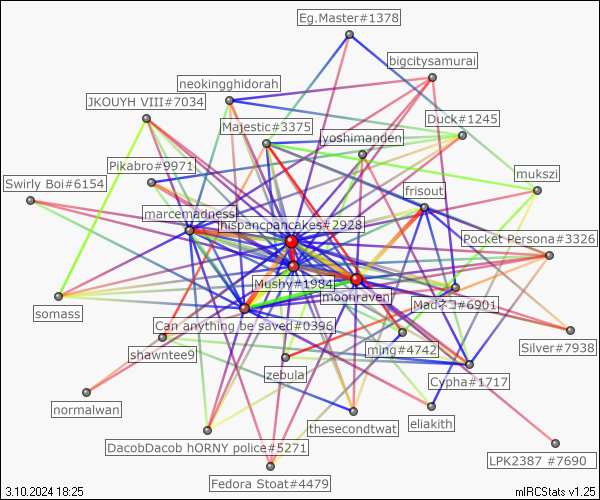 Eg.Master#1378
bigcitysamurai
neokingghidorah
JKOUYH VIII#7034
Duck#1245
Majestic#3375
lyoshimanden
Pikabro#9971
mukszi
Swirly Boi#6154
frisout
marcemadness
hispancpancakes#2928
Pocket Persona#3326
Mushy#1984
moonraven
Madネコ#6901
somass
Can anything be saved#0396
Silver#7938
ming#4742
shawntee9
zebula
Cypha#1717
normalwan
thesecondtwat
eliakith
DacobDacob hORNY police#5271
LPK2387 #7690
Fedora Stoat#4479
3.10.2024 18:25
mIRCStats v1.25